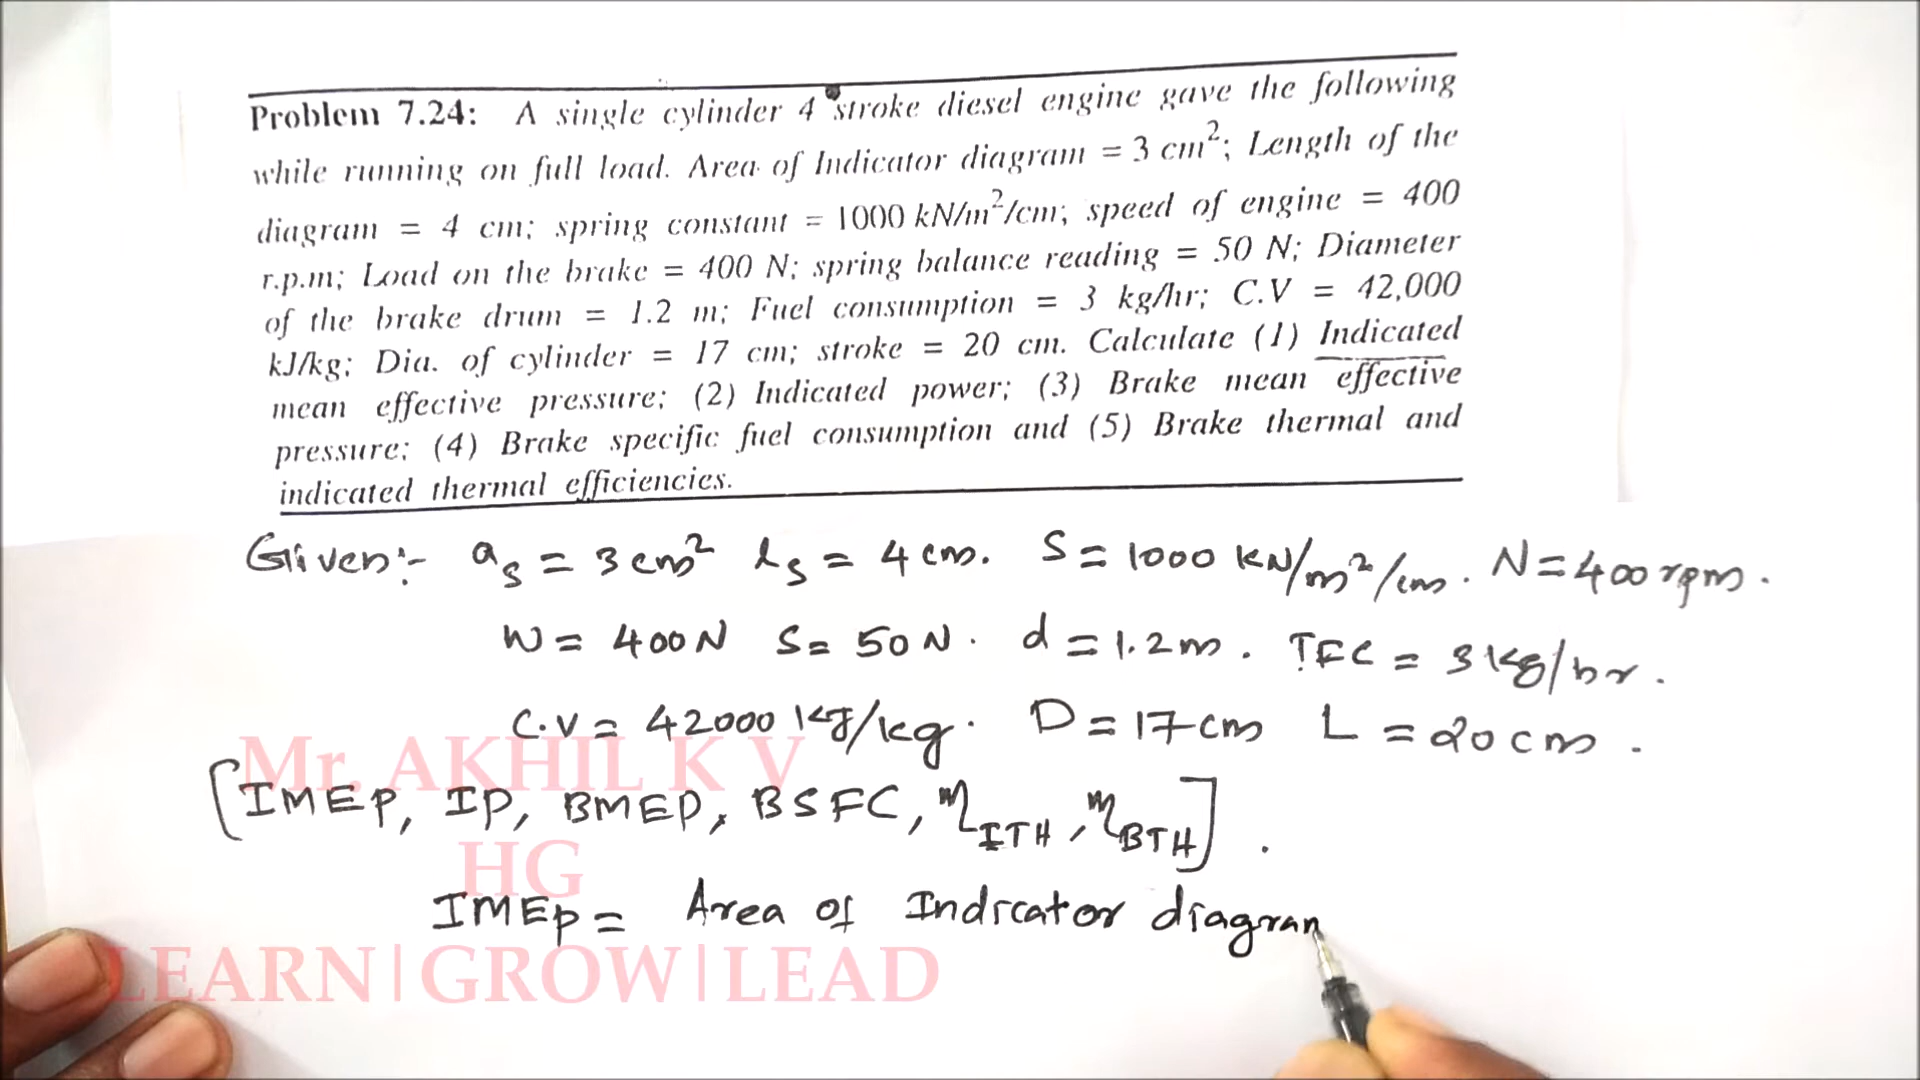 Problem 7.24: A single cylinder 4 stroke diesel engine gave the following
while running on full load. Area of Indicator diagram = 3 cm²; Length of the
diagram = 4 cm; spring constant = 1000 kN/m²/cm; speed of engine = 400
r.p.m; Load on the brake = 400 N; spring balance reading = 50 N; Diameter
of the brake drum = 1.2 m; Fuel consumption = 3 kg/hr; C.V = 42,000
kJ/kg; Dia. of cylinder = 17 cm; stroke = 20 cm. Calculate (1) Indicated
mean effective pressure; (2) Indicated power; (3) Brake mean effective
pressure; (4) Brake specific fuel consumption and (5) Brake thermal and
indicated thermal efficiencies.
Given:- a_s = 3 cm² l_s = 4 cm. S = 1000 kN/m²/cm. N = 400 rpm.
W = 400 N S = 50 N. d = 1.2 m. TFC = 3 kg/hr.
C.V = 42000 kJ/kg. D = 17 cm L = 20 cm.
Mr. AKHIL K V
[IMEP, IP, BMEP, BSFC, η_ITH, η_BTH].
HG
IMEP = Area of Indicator diagram
LEARN|GROW|LEAD